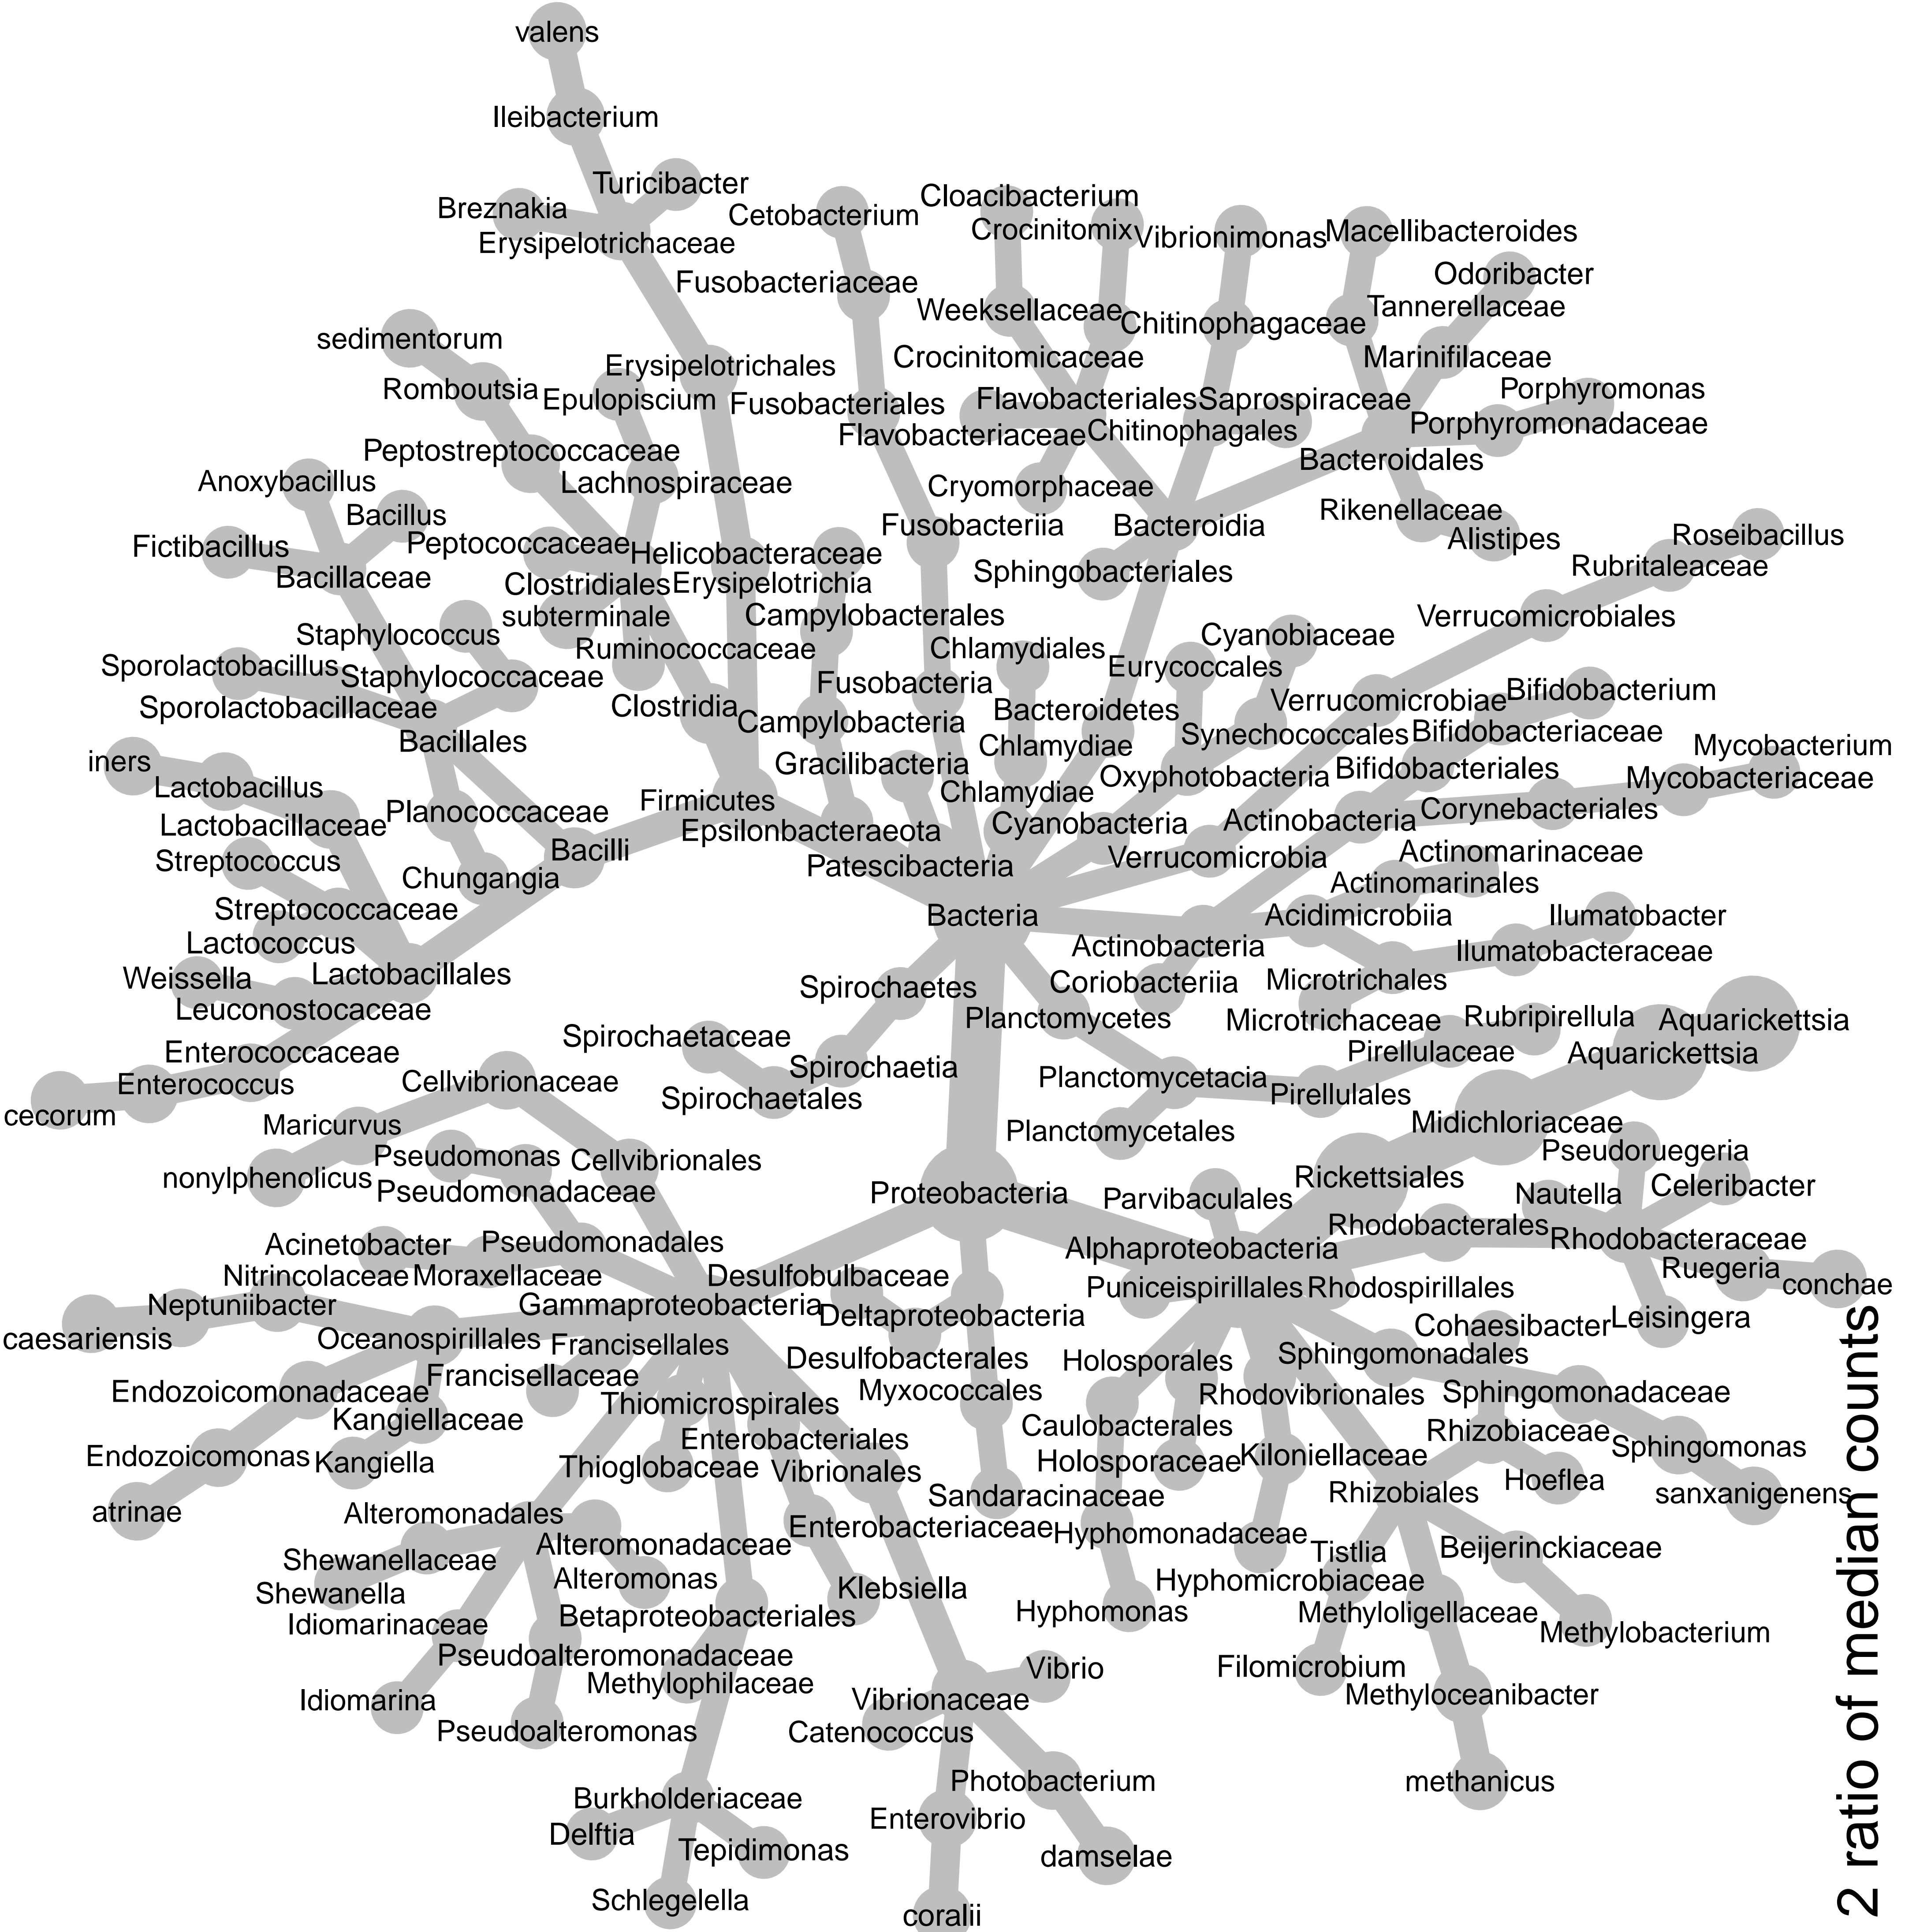 valens
Ileibacterium
Turicibacter
Breznakia
Cetobacterium
Cloacibacterium
Crocinitomix
Vibrionimonas
Macellibacteroides
Erysipelotrichaceae
Odoribacter
Fusobacteriaceae
Weeksellaceae
Tannerellaceae
Chitinophagaceae
sedimentorum
Crocinitomicaceae
Marinifilaceae
Erysipelotrichales
Romboutsia
Epulopiscium
Fusobacteriales
Flavobacteriales
Saprospiraceae
Porphyromonas
Flavobacteriaceae
Chitinophagales
Porphyromonadaceae
Peptostreptococcaceae
Bacteroidales
Anoxybacillus
Lachnospiraceae
Cryomorphaceae
Bacillus
Fusobacteriia
Bacteroidia
Rikenellaceae
Fictibacillus
Peptococcaceae
Helicobacteraceae
Alistipes
Roseibacillus
Bacillaceae
Clostridiales
Erysipelotrichia
Sphingobacteriales
Rubritaleaceae
subterminale
Campylobacterales
Verrucomicrobiales
Staphylococcus
Ruminococcaceae
Chlamydiales
Cyanobiaceae
Sporolactobacillus
Staphylococcaceae
Fusobacteria
Eurycoccales
Sporolactobacillaceae
Clostridia
Campylobacteria
Bacteroidetes
Verrucomicrobiae
Bifidobacterium
Bacillales
Chlamydiae
Synechococcales
Bifidobacteriaceae
Mycobacterium
iners
Gracilibacteria
Oxyphotobacteria
Bifidobacteriales
Mycobacteriaceae
Lactobacillus
Planococcaceae
Firmicutes
Chlamydiae
Corynebacteriales
Lactobacillaceae
Epsilonbacteraeota
Cyanobacteria
Actinobacteria
Streptococcus
Bacilli
Patescibacteria
Verrucomicrobia
Actinomarinaceae
Chungangia
Actinomarinales
Streptococcaceae
Bacteria
Acidimicrobiia
Ilumatobacter
Lactococcus
Actinobacteria
Ilumatobacteraceae
Weissella
Lactobacillales
Spirochaetes
Coriobacteriia
Microtrichales
Leuconostocaceae
Planctomycetes
Microtrichaceae
Rubripirellula
Aquarickettsia
Enterococcaceae
Spirochaetaceae
Pirellulaceae
Aquarickettsia
Enterococcus
Cellvibrionaceae
Spirochaetia
Planctomycetacia
Pirellulales
cecorum
Spirochaetales
Maricurvus
Planctomycetales
Midichloriaceae
Pseudomonas
Cellvibrionales
Pseudoruegeria
nonylphenolicus
Pseudomonadaceae
Proteobacteria
Parvibaculales
Rickettsiales
Nautella
Celeribacter
Acinetobacter
Pseudomonadales
Alphaproteobacteria
Rhodobacterales
Rhodobacteraceae
Nitrincolaceae
Moraxellaceae
Desulfobulbaceae
Puniceispirillales
Rhodospirillales
Ruegeria
conchae
Neptuniibacter
Gammaproteobacteria
Deltaproteobacteria
Cohaesibacter
Leisingera
caesariensis
Oceanospirillales
Francisellales
Desulfobacterales
Holosporales
Sphingomonadales
Endozoicomonadaceae
Francisellaceae
Myxococcales
Rhodovibrionales
Sphingomonadaceae
Kangiellaceae
Thiomicrospirales
Caulobacterales
Rhizobiaceae
Endozoicomonas
Kangiella
Enterobacteriales
Thioglobaceae
Vibrionales
Holosporaceae
Kiloniellaceae
Sphingomonas
atrinae
Sandaracinaceae
Rhizobiales
Hoeflea
sanxanigenens
Alteromonadales
Enterobacteriaceae
Hyphomonadaceae
Alteromonadaceae
Tistlia
Beijerinckiaceae
Shewanellaceae
Alteromonas
Klebsiella
Hyphomicrobiaceae
Shewanella
Betaproteobacteriales
Hyphomonas
Methyloligellaceae
Idiomarinaceae
Methylobacterium
Pseudoalteromonadaceae
Vibrio
Filomicrobium
Methylophilaceae
Idiomarina
Vibrionaceae
Methyloceanibacter
Pseudoalteromonas
Catenococcus
Photobacterium
methanicus
Burkholderiaceae
Enterovibrio
Delftia
Tepidimonas
damselae
Schlegelella
coralii
2 ratio of median counts